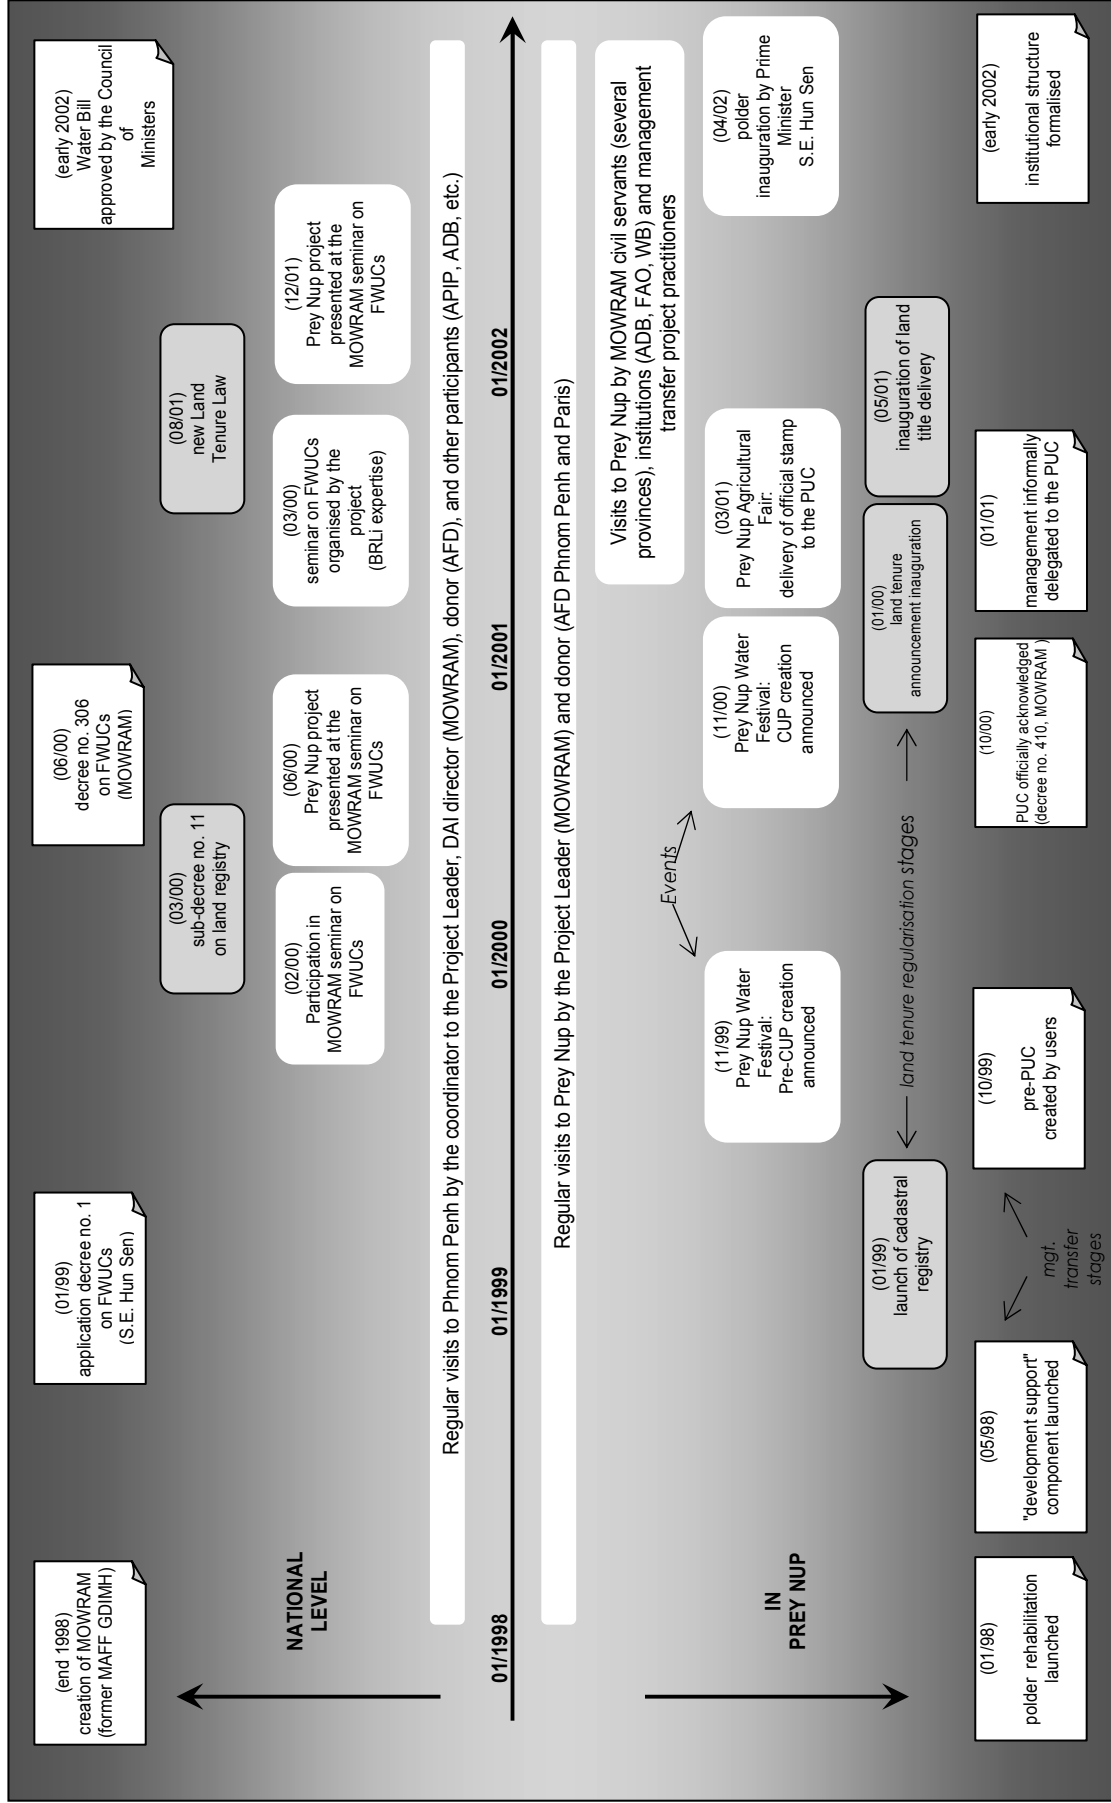 (end 1998)
creation of MOWRAM
(former MAFF GDIMH)
(01/99)
application decree no. 1
on FWUCs
(S.E. Hun Sen)
(06/00)
decree no. 306
on FWUCs
(MOWRAM)
(early 2002)
Water Bill
approved by the Council
of
Ministers
(03/00)
sub-decree no. 11
on land registry
(08/01)
new Land
Tenure Law
NATIONAL
LEVEL
(02/00)
Participation in
MOWRAM seminar on
FWUCs
(06/00)
Prey Nup project
presented at the
MOWRAM seminar on
FWUCs
(03/00)
seminar on FWUCs
organised by the
project
(BRLi expertise)
(12/01)
Prey Nup project
presented at the
MOWRAM seminar on
FWUCs
Regular visits to Phnom Penh by the coordinator to the Project Leader, DAI director (MOWRAM), donor (AFD), and other participants (APIP, ADB, etc.)
01/1998
01/1999
01/2000
01/2001
01/2002
Regular visits to Prey Nup by the Project Leader (MOWRAM) and donor (AFD Phnom Penh and Paris)
Visits to Prey Nup by MOWRAM civil servants (several
provinces), institutions (ADB, FAO, WB) and management
transfer project practitioners
Events
IN
PREY NUP
(11/99)
Prey Nup Water
Festival:
Pre-CUP creation
announced
(11/00)
Prey Nup Water
Festival:
CUP creation
announced
(03/01)
Prey Nup Agricultural
Fair:
delivery of official stamp
to the PUC
(04/02)
polder
inauguration by Prime
Minister
S.E. Hun Sen
(01/99)
launch of cadastral
registry
land tenure regularisation stages
(01/00)
land tenure
announcement inauguration
(05/01)
inauguration of land
title delivery
(01/98)
polder rehabilitation
launched
(05/98)
"development support"
component launched
mgt.
transfer
stages
(10/99)
pre-PUC
created by users
(10/00)
PUC officially acknowledged
(decree no. 410, MOWRAM )
(01/01)
management informally
delegated to the PUC
(early 2002)
institutional structure
formalised